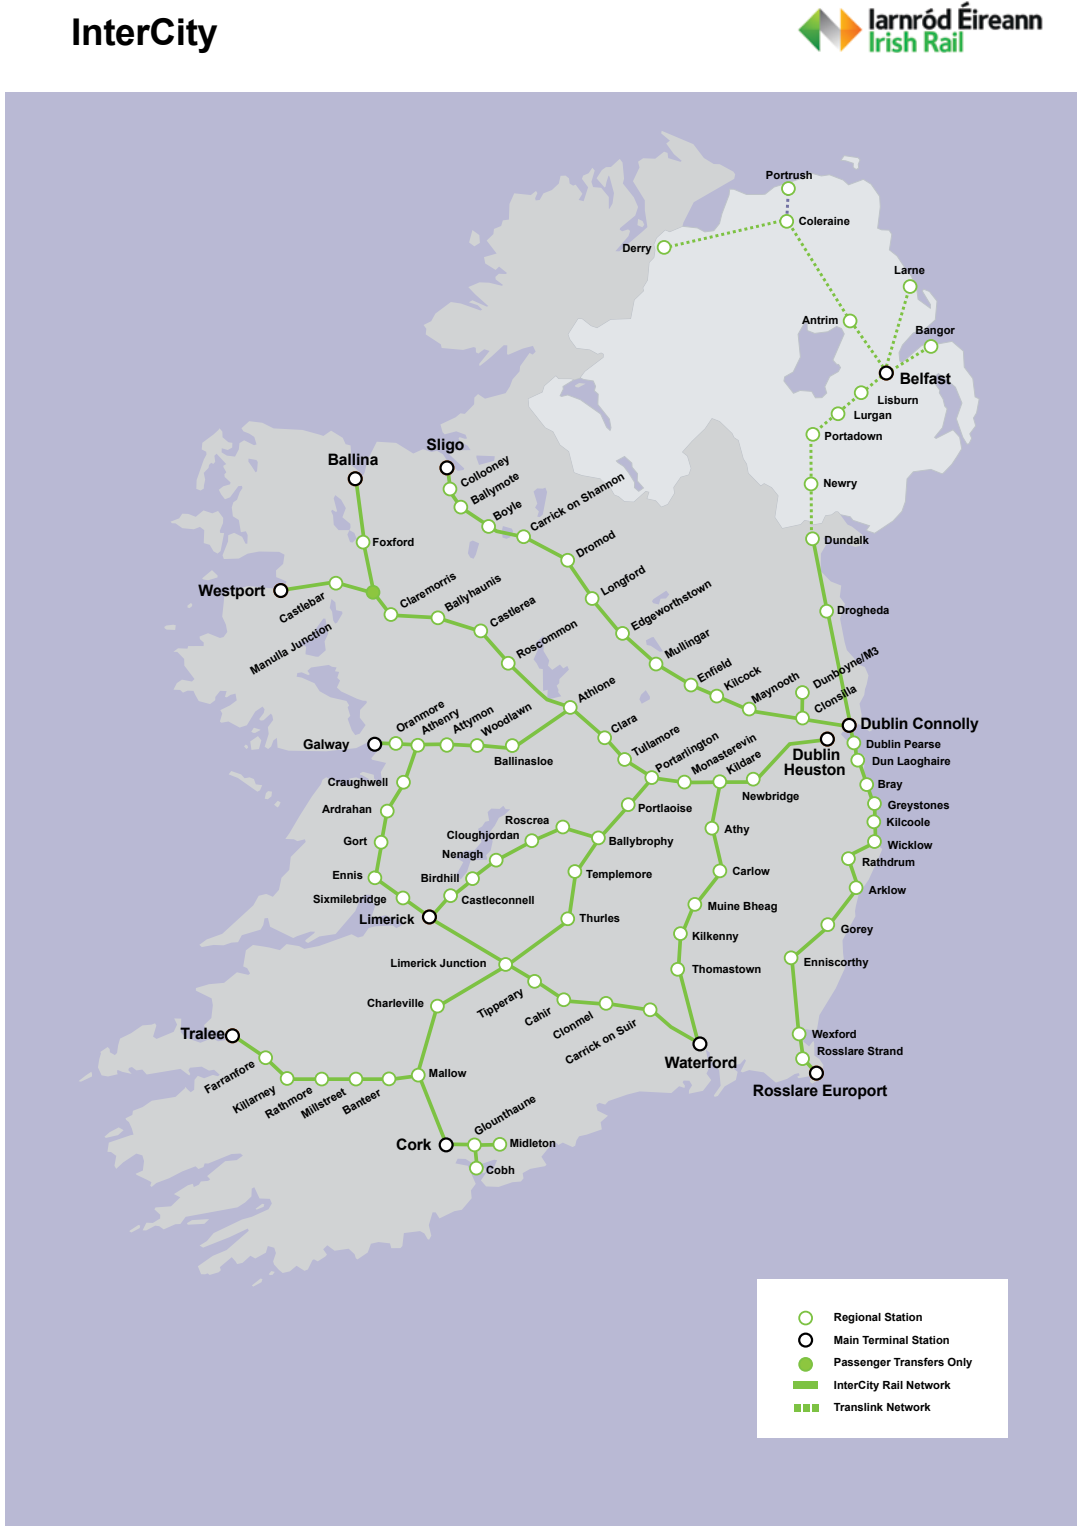 InterCity
Iarnród Éireann
Irish Rail
Portrush
Coleraine
Derry
Larne
Antrim
Bangor
Belfast
Lisburn
Lurgan
Portadown
Newry
Dundalk
Drogheda
Sligo
Collooney
Ballymote
Boyle
Carrick on Shannon
Dromod
Longford
Edgeworthstown
Mullingar
Enfield
Kilcock
Maynooth
Dunboyne/M3
Clonsilla
Ballina
Foxford
Westport
Castlebar
Manulla Junction
Claremorris
Ballyhaunis
Castlerea
Roscommon
Athlone
Clara
Tullamore
Portarlington
Monasterevin
Kildare
Newbridge
Dublin Connolly
Dublin
Heuston
Dublin Pearse
Dun Laoghaire
Bray
Greystones
Kilcoole
Wicklow
Rathdrum
Arklow
Gorey
Enniscorthy
Wexford
Rosslare Strand
Rosslare Europort
Galway
Oranmore
Athenry
Attymon
Woodlawn
Ballinasloe
Craughwell
Ardrahan
Gort
Ennis
Sixmilebridge
Limerick
Roscrea
Cloughjordan
Nenagh
Birdhill
Castleconnell
Portlaoise
Ballybrophy
Templemore
Thurles
Limerick Junction
Athy
Carlow
Muine Bheag
Kilkenny
Thomastown
Waterford
Tipperary
Cahir
Clonmel
Carrick on Suir
Charleville
Mallow
Tralee
Farranfore
Killarney
Rathmore
Millstreet
Banteer
Cork
Glounthaune
Midleton
Cobh
Regional Station
Main Terminal Station
Passenger Transfers Only
InterCity Rail Network
Translink Network